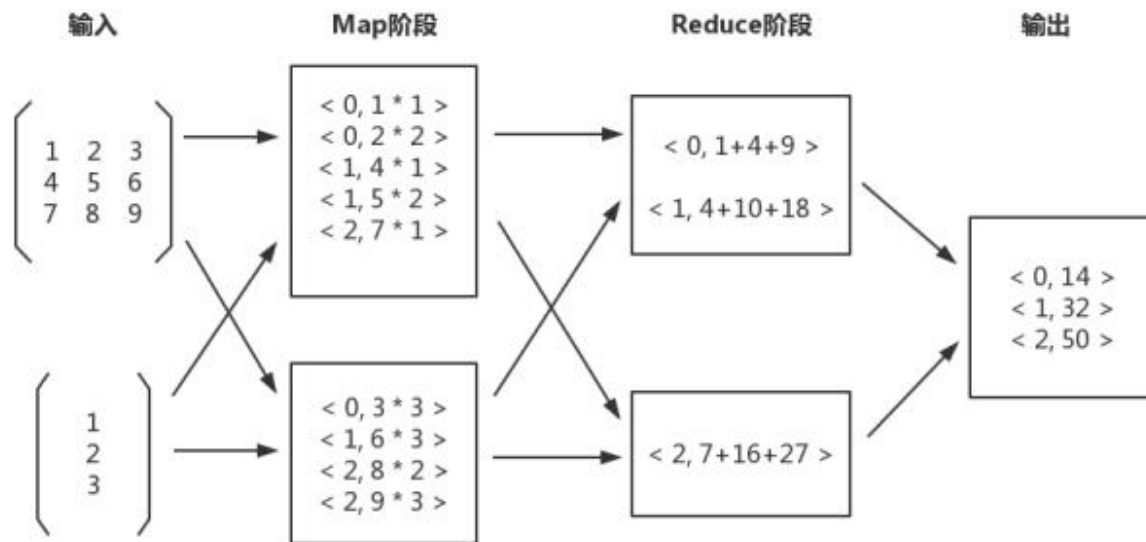 输入
Map阶段
Reduce阶段
输出
1 2 3
4 5 6
7 8 9
1
2
3
< 0, 1 * 1 >
< 0, 2 * 2 >
< 1, 4 * 1 >
< 1, 5 * 2 >
< 2, 7 * 1 >
< 0, 3 * 3 >
< 1, 6 * 3 >
< 2, 8 * 2 >
< 2, 9 * 3 >
< 0, 1+4+9 >
< 1, 4+10+18 >
< 2, 7+16+27 >
< 0, 14 >
< 1, 32 >
< 2, 50 >